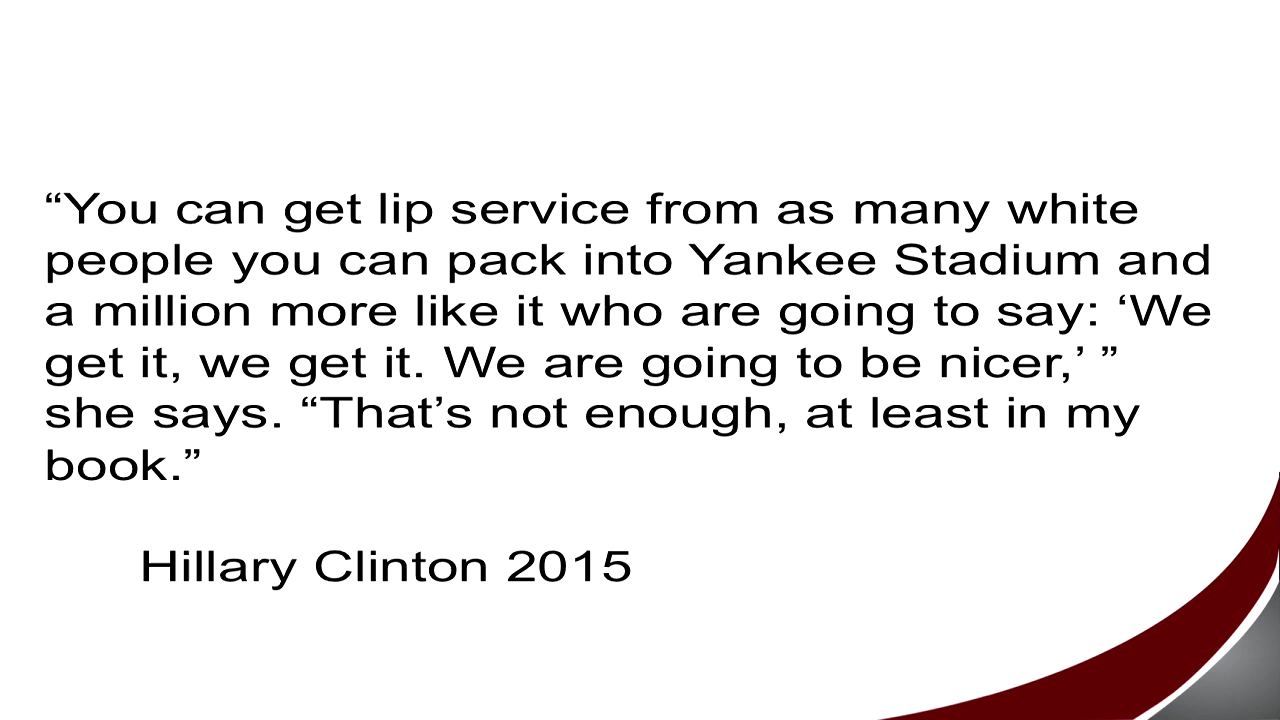 “You can get lip service from as many white
people you can pack into Yankee Stadium and
a million more like it who are going to say: ‘We
get it, we get it. We are going to be nicer,’ ”
she says. “That’s not enough, at least in my
book.”
Hillary Clinton 2015